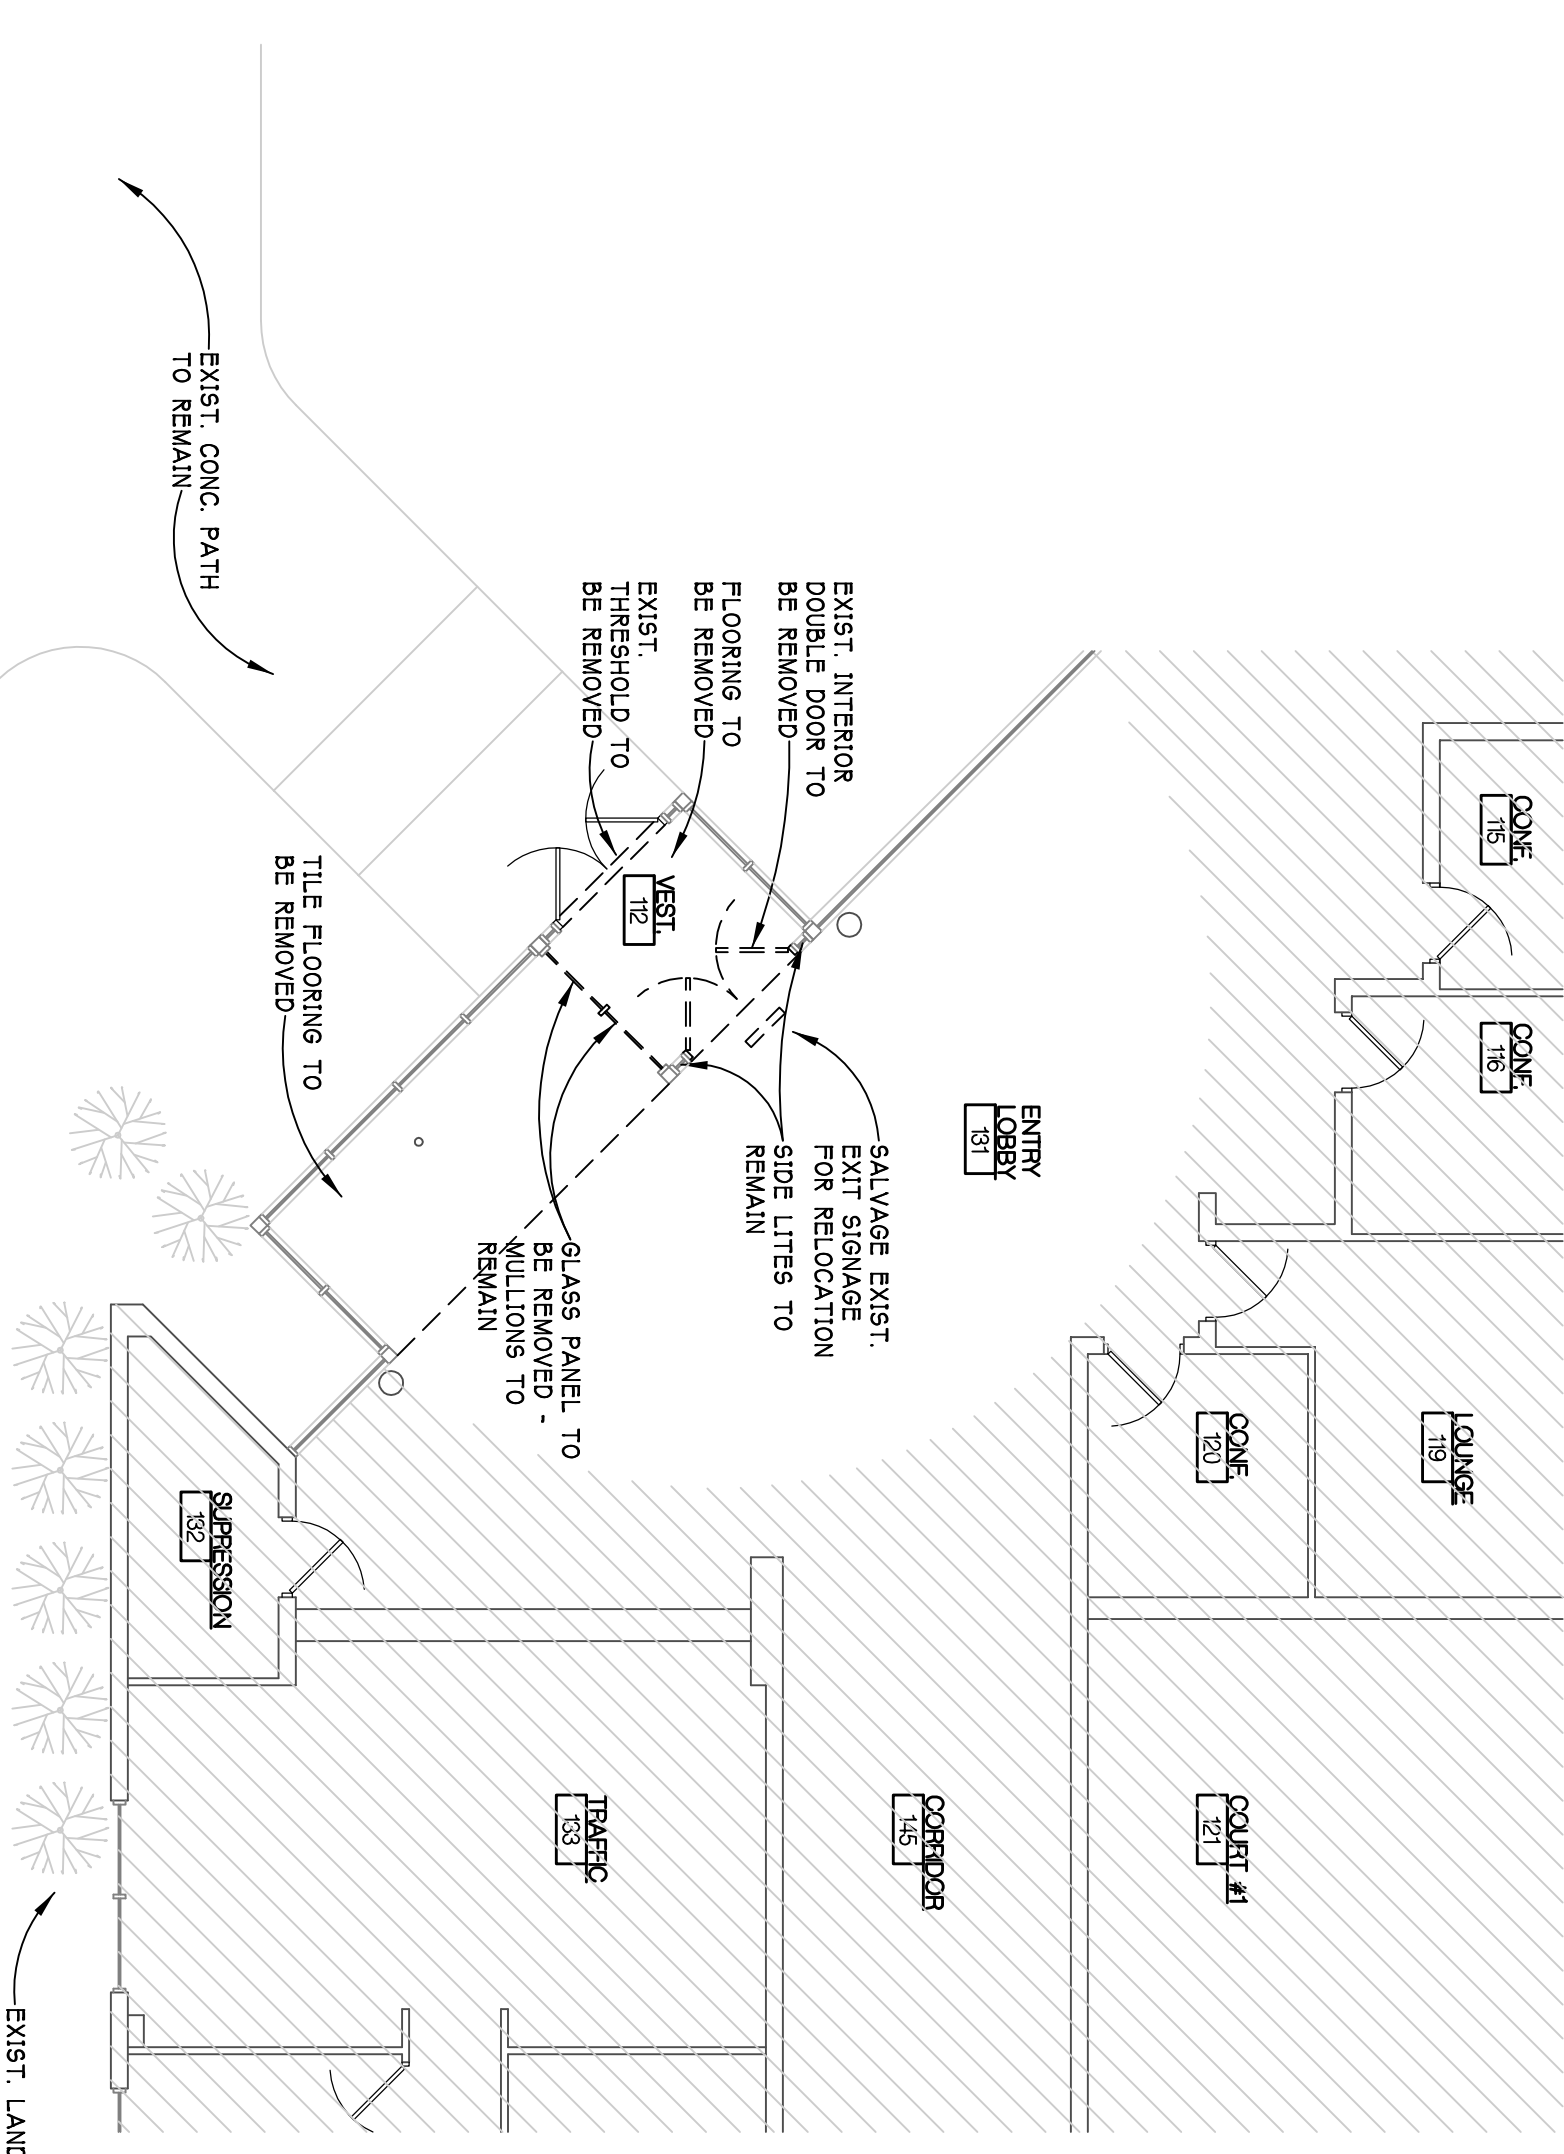 CONF.
115
CONF.
116
LOUNGE
119
CONF.
120
COURT #1
121
ENTRY
LOBBY
131
CORRIDOR
145
EXIST. INTERIOR
DOUBLE DOOR TO
BE REMOVED
FLOORING TO
BE REMOVED
EXIST.
THRESHOLD TO
BE REMOVED
VEST.
112
SALVAGE EXIST.
EXIT SIGNAGE
FOR RELOCATION
SIDE LITES TO
REMAIN
GLASS PANEL TO
BE REMOVED -
MULLIONS TO
REMAIN
TRAFFIC
133
TILE FLOORING TO
BE REMOVED
EXIST. CONC. PATH
TO REMAIN
SUPRESSION
132
EXIST. LAND